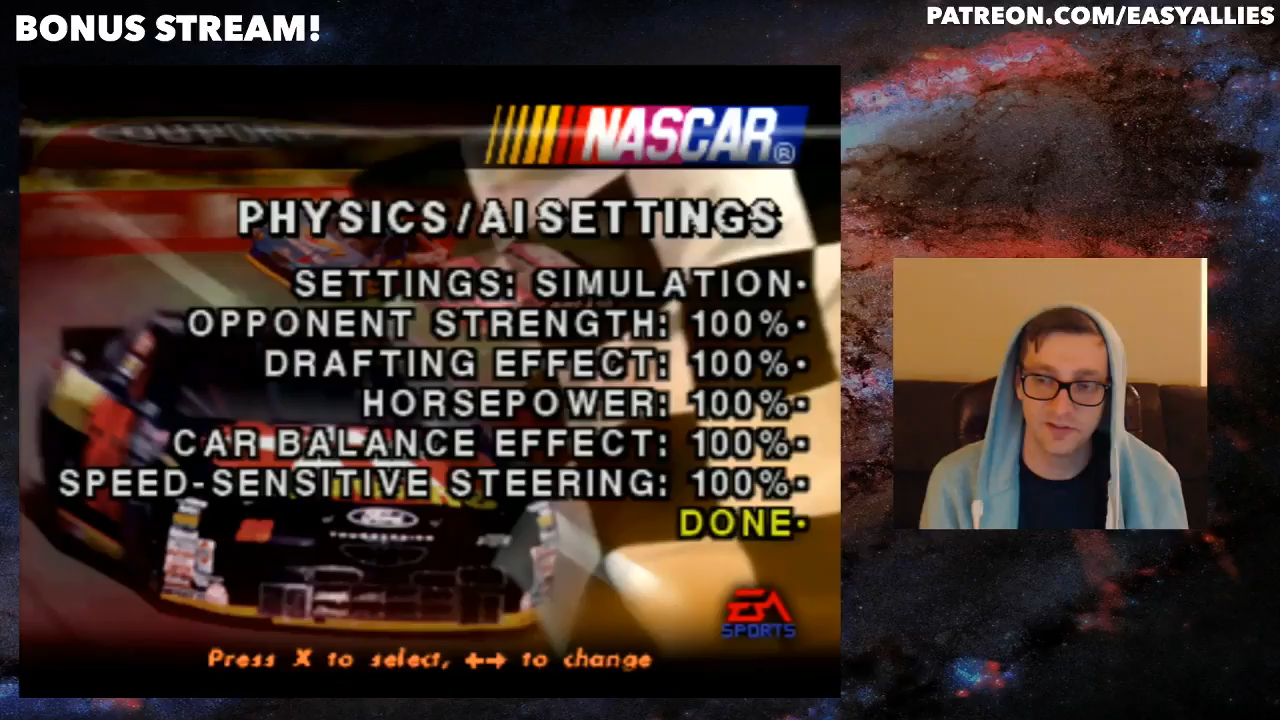 BONUS STREAM!
PATREON.COM/EASYALLIES
DUPONT
NASCAR®
PHYSICS/AI SETTINGS
SETTINGS: SIMULATION
OPPONENT STRENGTH: 100%
DRAFTING EFFECT: 100%
HORSEPOWER: 100%
CAR BALANCE EFFECT: 100%
SPEED-SENSITIVE STEERING: 100%
DONE
EA
SPORTS
Press X to select, ←→ to change